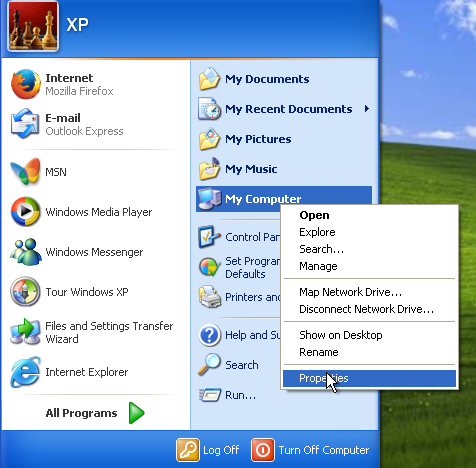 XP
Internet
Mozilla Firefox
E-mail
Outlook Express
MSN
Windows Media Player
Windows Messenger
Tour Windows XP
Files and Settings Transfer
Wizard
Internet Explorer
All Programs
My Documents
My Recent Documents
My Pictures
My Music
My Computer
Control Pan
Set Program
Defaults
Printers and
Help and Su
Search
Run...
Open
Explore
Search...
Manage
Map Network Drive...
Disconnect Network Drive...
Show on Desktop
Rename
Properties
Log Off
Turn Off Computer